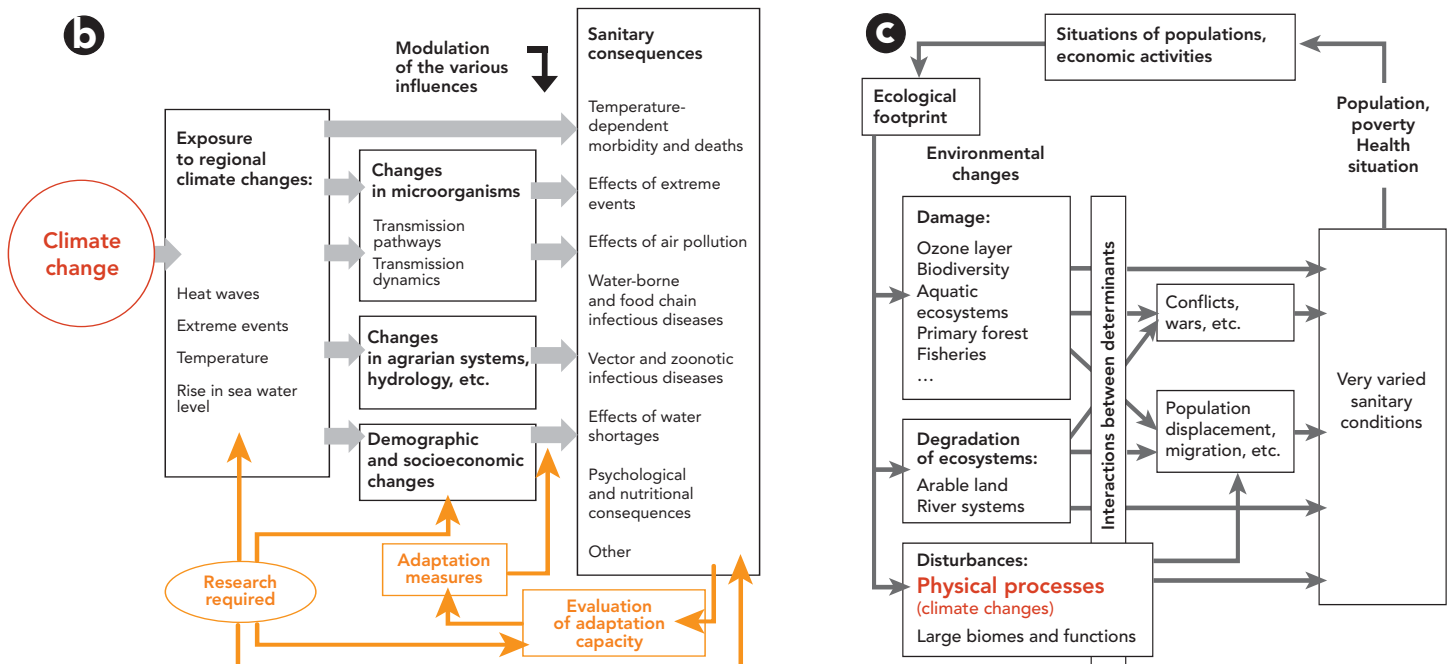 b
Climate
change
Exposure
to regional
climate changes:
Heat waves
Extreme events
Temperature
Rise in sea water
level
Modulation
of the various
influences
Changes
in microorganisms
Transmission
pathways
Transmission
dynamics
Changes
in agrarian systems,
hydrology, etc.
Demographic
and socioeconomic
changes
Sanitary
consequences
Temperature-
dependent
morbidity and deaths
Effects of extreme
events
Effects of air pollution
Water-borne
and food chain
infectious diseases
Vector and zoonotic
infectious diseases
Effects of water
shortages
Psychological
and nutritional
consequences
Other
Research
required
Adaptation
measures
Evaluation
of adaptation
capacity
c
Situations of populations,
economic activities
Ecological
footprint
Population,
poverty
Health
situation
Environmental
changes
Damage:
Ozone layer
Biodiversity
Aquatic
ecosystems
Primary forest
Fisheries
…
Degradation
of ecosystems:
Arable land
River systems
Disturbances:
Physical processes
(climate changes)
Large biomes and functions
Interactions between determinants
Conflicts,
wars, etc.
Population
displacement,
migration, etc.
Very varied
sanitary
conditions